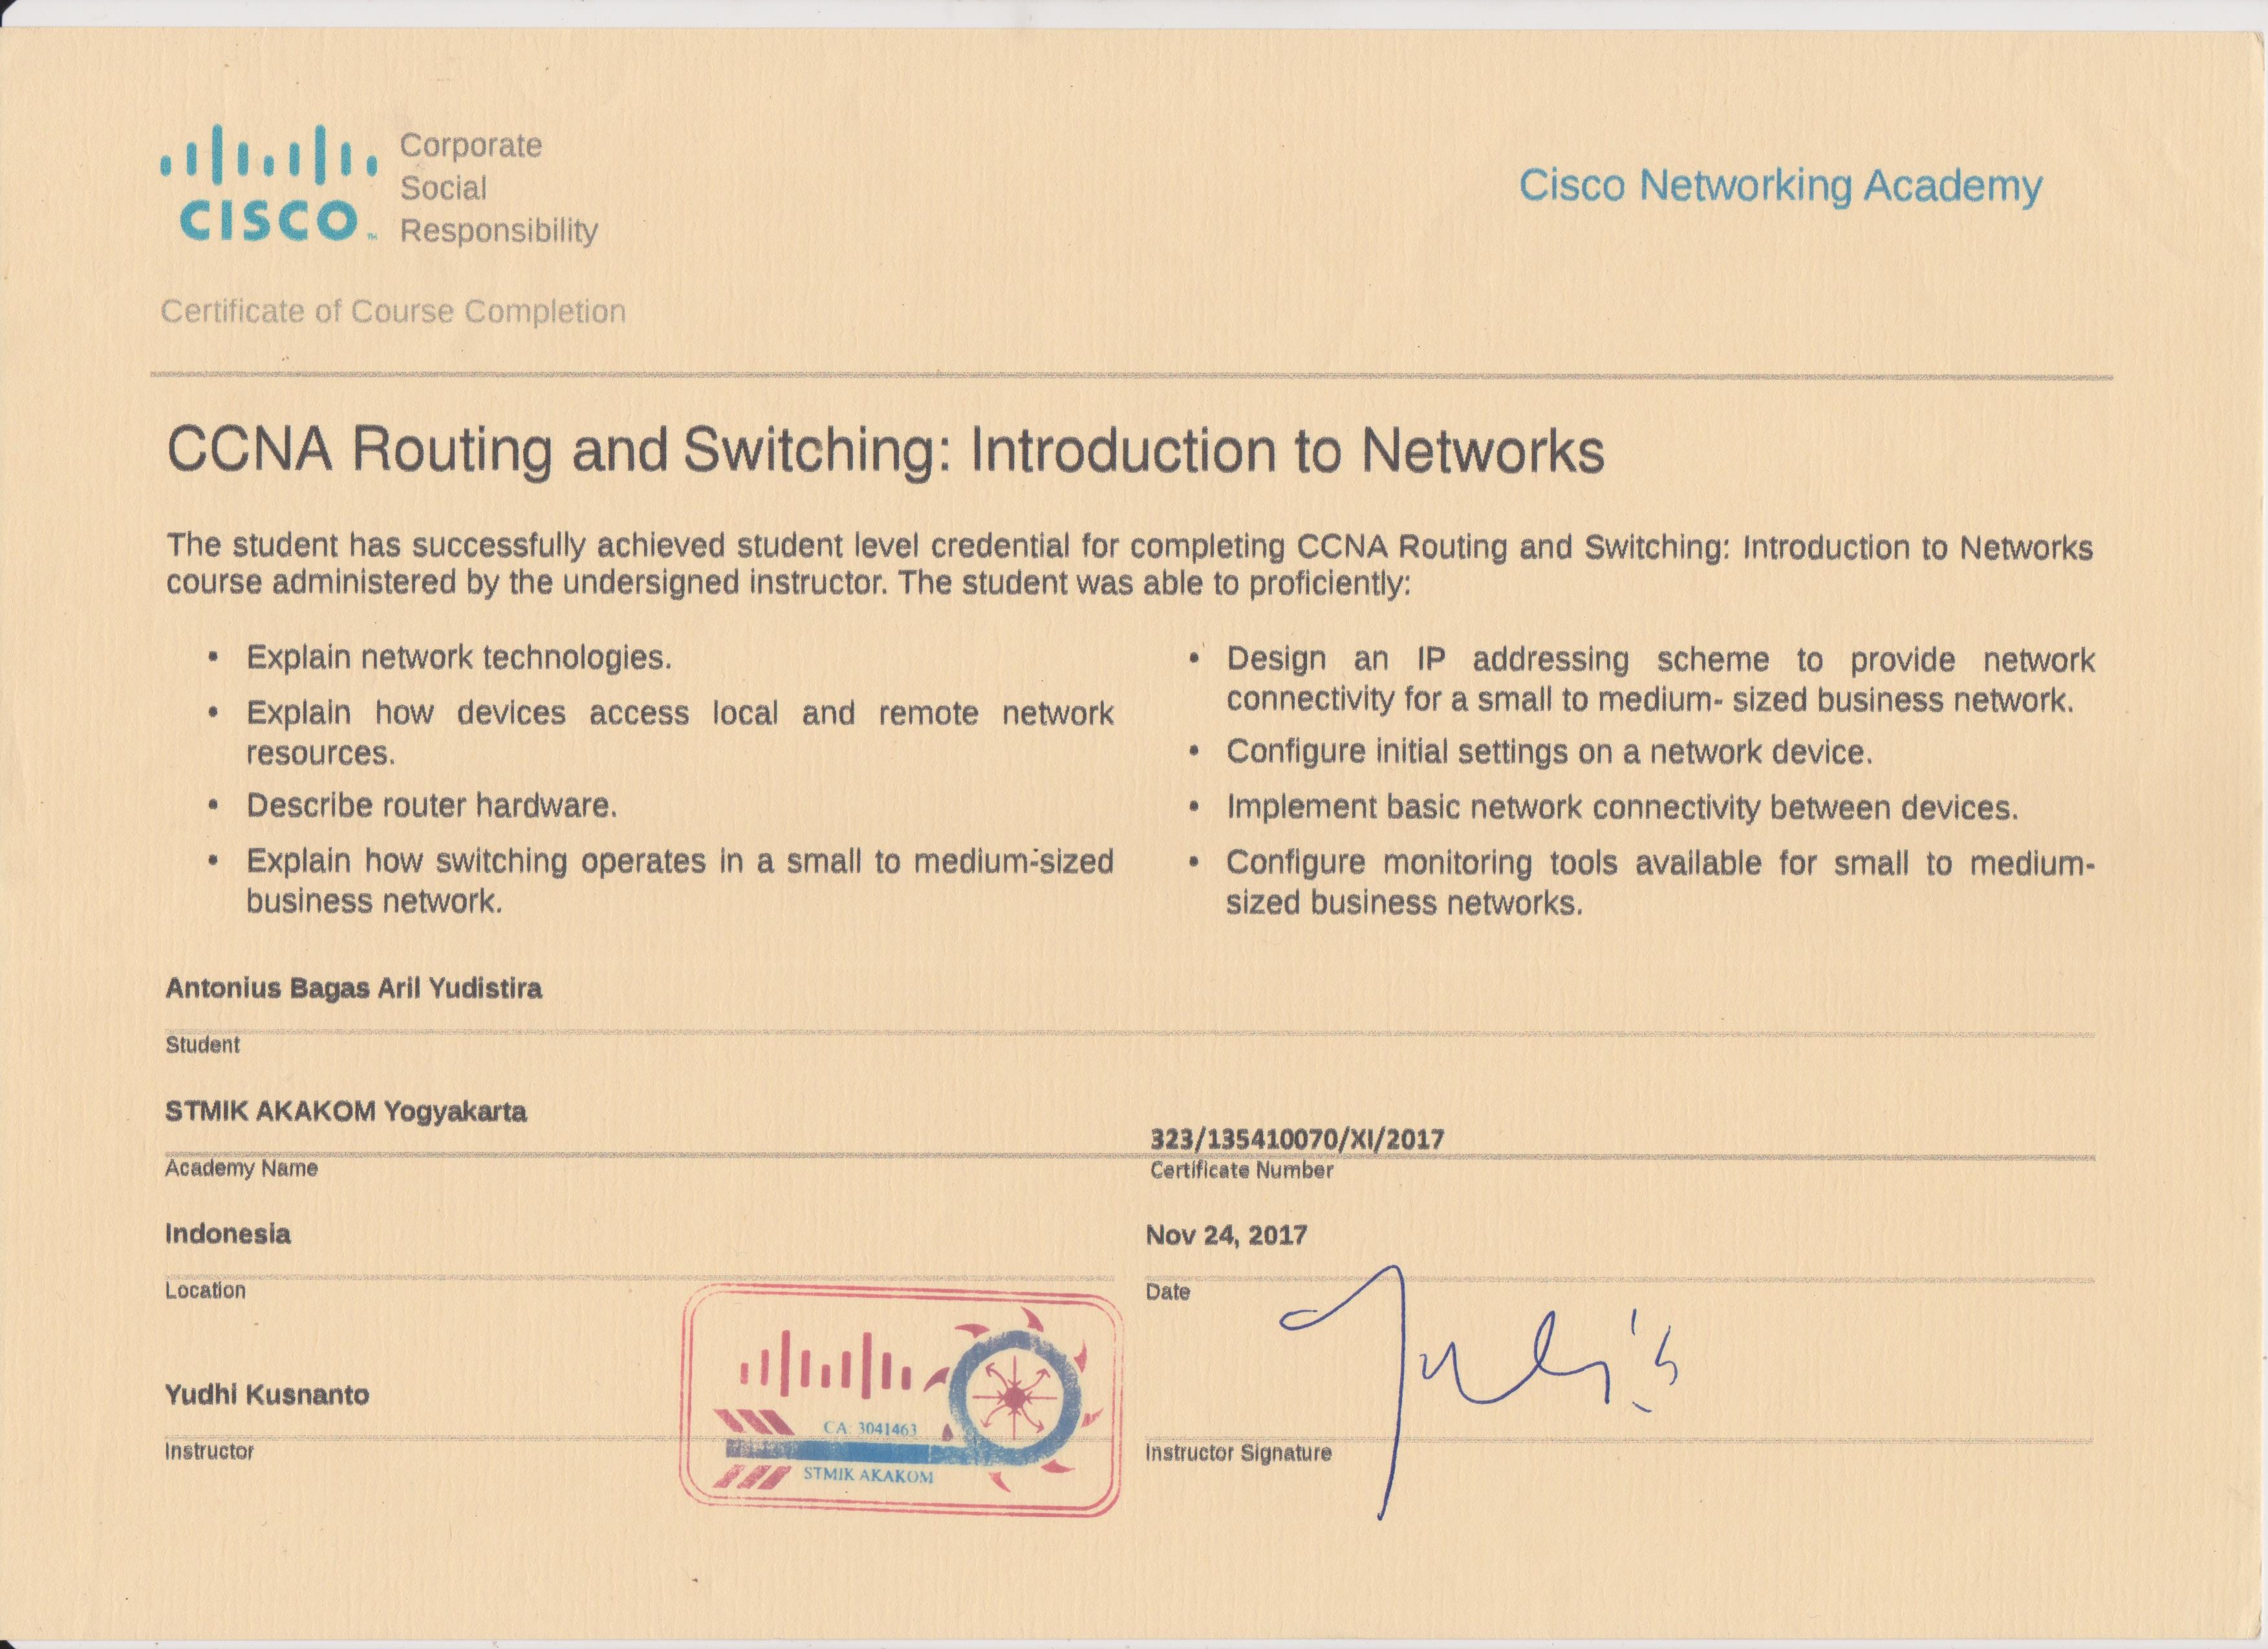 CISCO™
Corporate
Social
Responsibility
Cisco Networking Academy
Certificate of Course Completion
CCNA Routing and Switching: Introduction to Networks
The student has successfully achieved student level credential for completing CCNA Routing and Switching: Introduction to Networks
course administered by the undersigned instructor. The student was able to proficiently:
• Explain network technologies.
• Explain how devices access local and remote network
resources.
• Describe router hardware.
• Explain how switching operates in a small to medium-sized
business network.
• Design an IP addressing scheme to provide network
connectivity for a small to medium- sized business network.
• Configure initial settings on a network device.
• Implement basic network connectivity between devices.
• Configure monitoring tools available for small to medium-
sized business networks.
Antonius Bagas Aril Yudistira
Student
STMIK AKAKOM Yogyakarta
Academy Name
323/135410070/XI/2017
Certificate Number
Indonesia
Location
Nov 24, 2017
Date
Yudhi Kusnanto
Instructor
CA: 3041463
STMIK AKAKOM
Instructor Signature